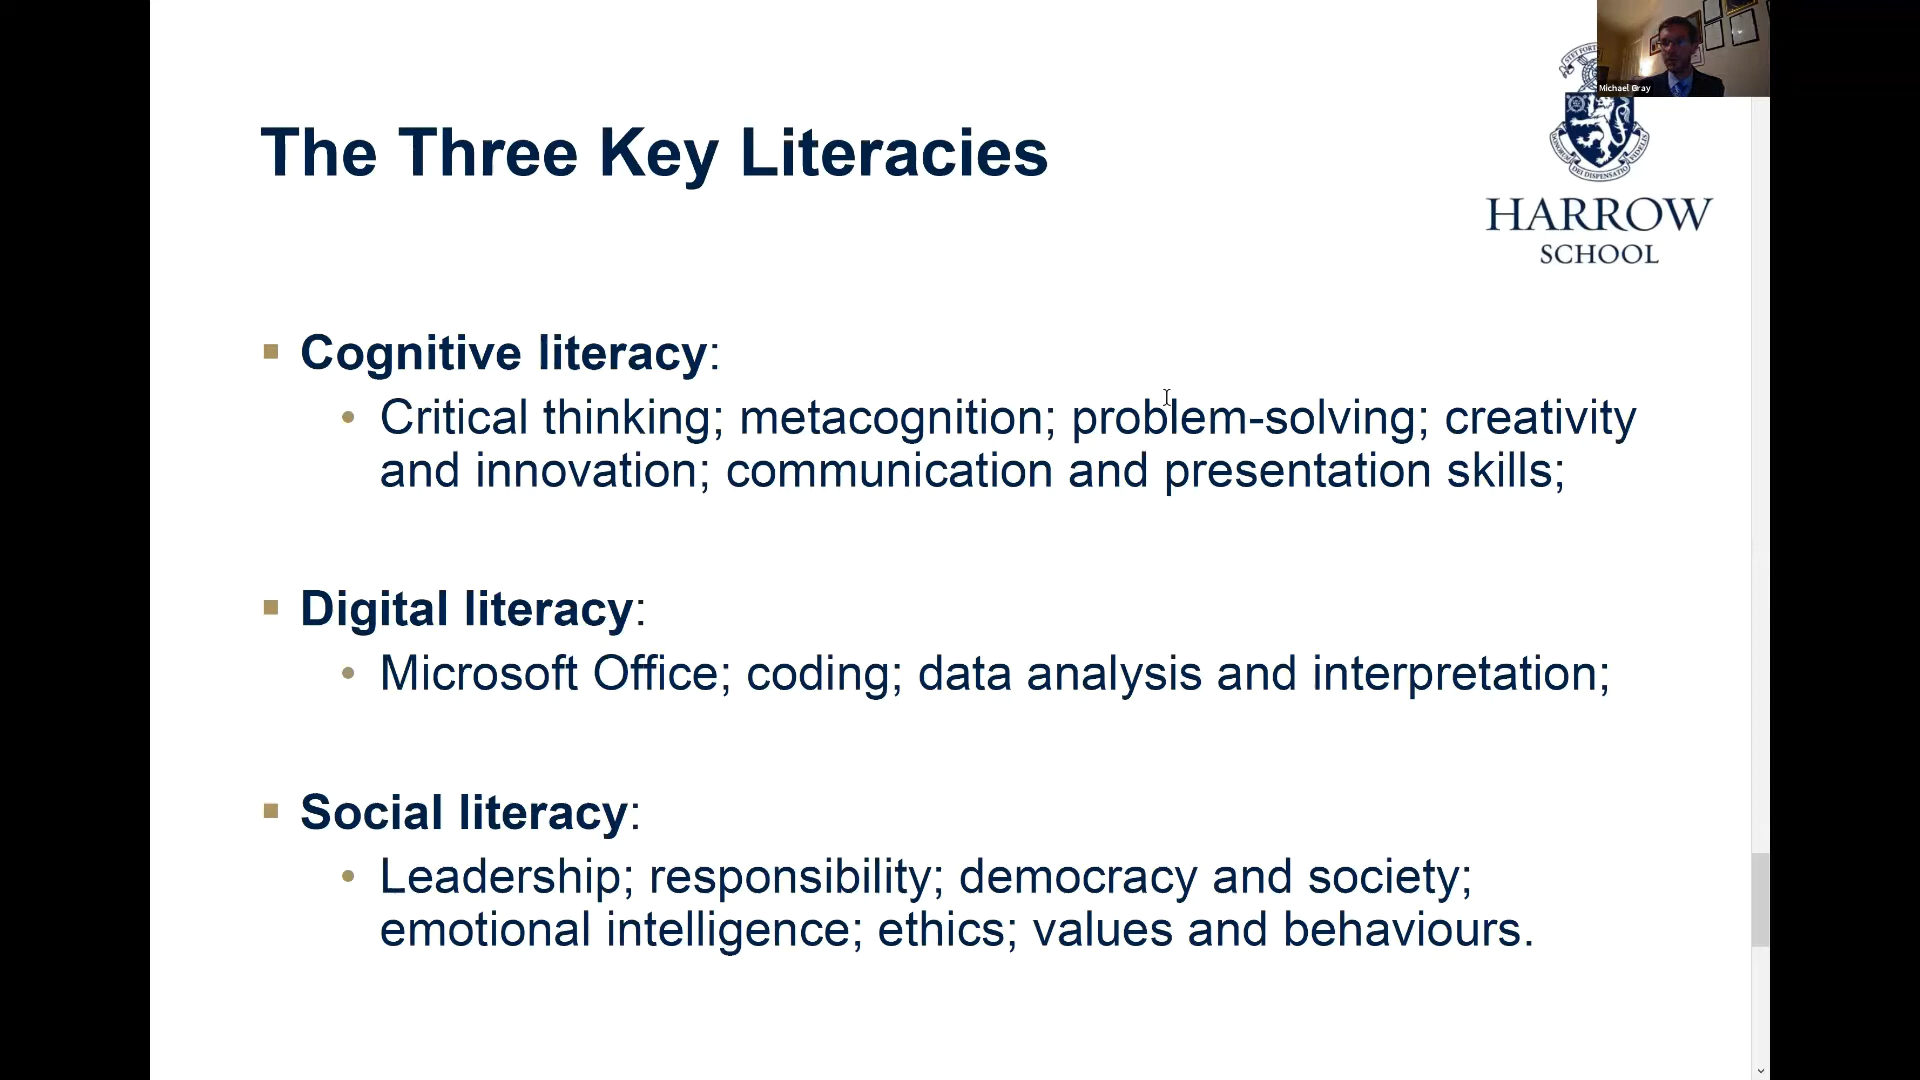 Michael Gray
The Three Key Literacies
DEI DISPENSATIO
HARROW
SCHOOL
▪ Cognitive literacy:
• Critical thinking; metacognition; problem-solving; creativity
and innovation; communication and presentation skills;
▪ Digital literacy:
• Microsoft Office; coding; data analysis and interpretation;
▪ Social literacy:
• Leadership; responsibility; democracy and society;
emotional intelligence; ethics; values and behaviours.